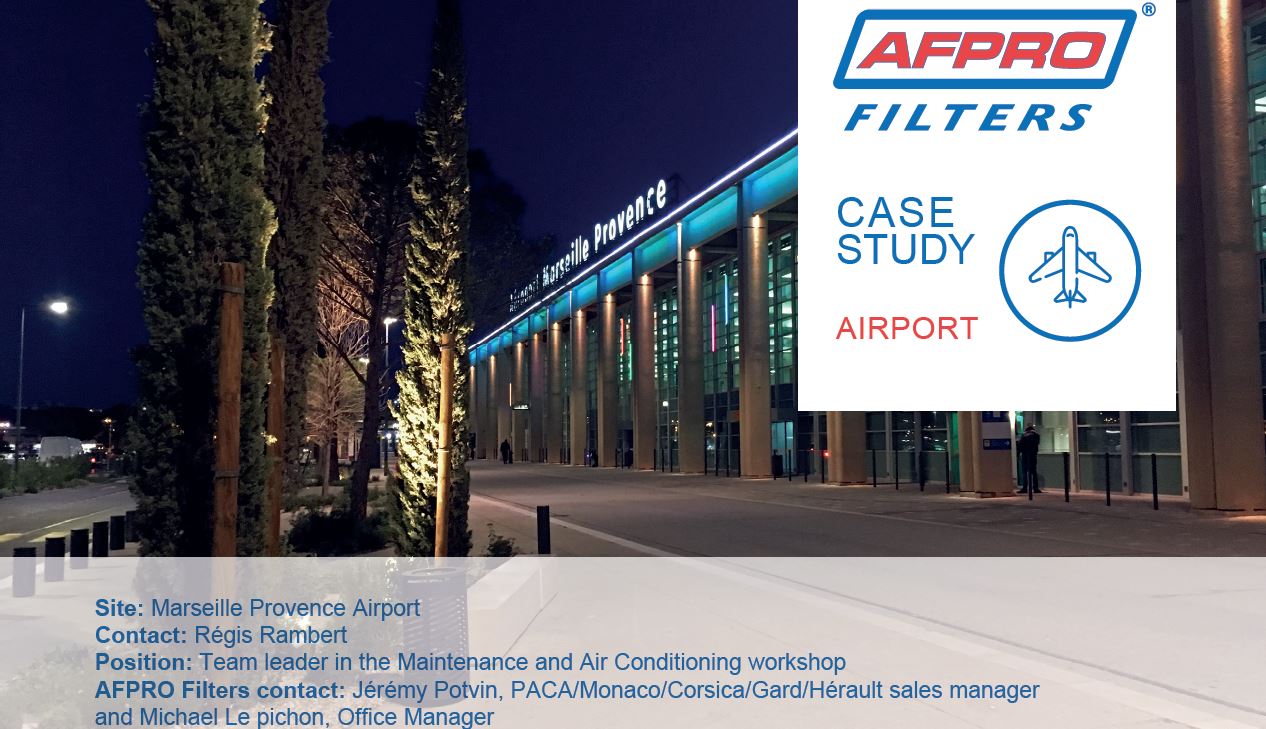 AFPRO®
FILTERS
CASE
STUDY
AIRPORT
Aéroport Marseille Provence
Site: Marseille Provence Airport
Contact: Régis Rambert
Position: Team leader in the Maintenance and Air Conditioning workshop
AFPRO Filters contact: Jérémy Potvin, PACA/Monaco/Corsica/Gard/Hérault sales manager
and Michael Le pichon, Office Manager